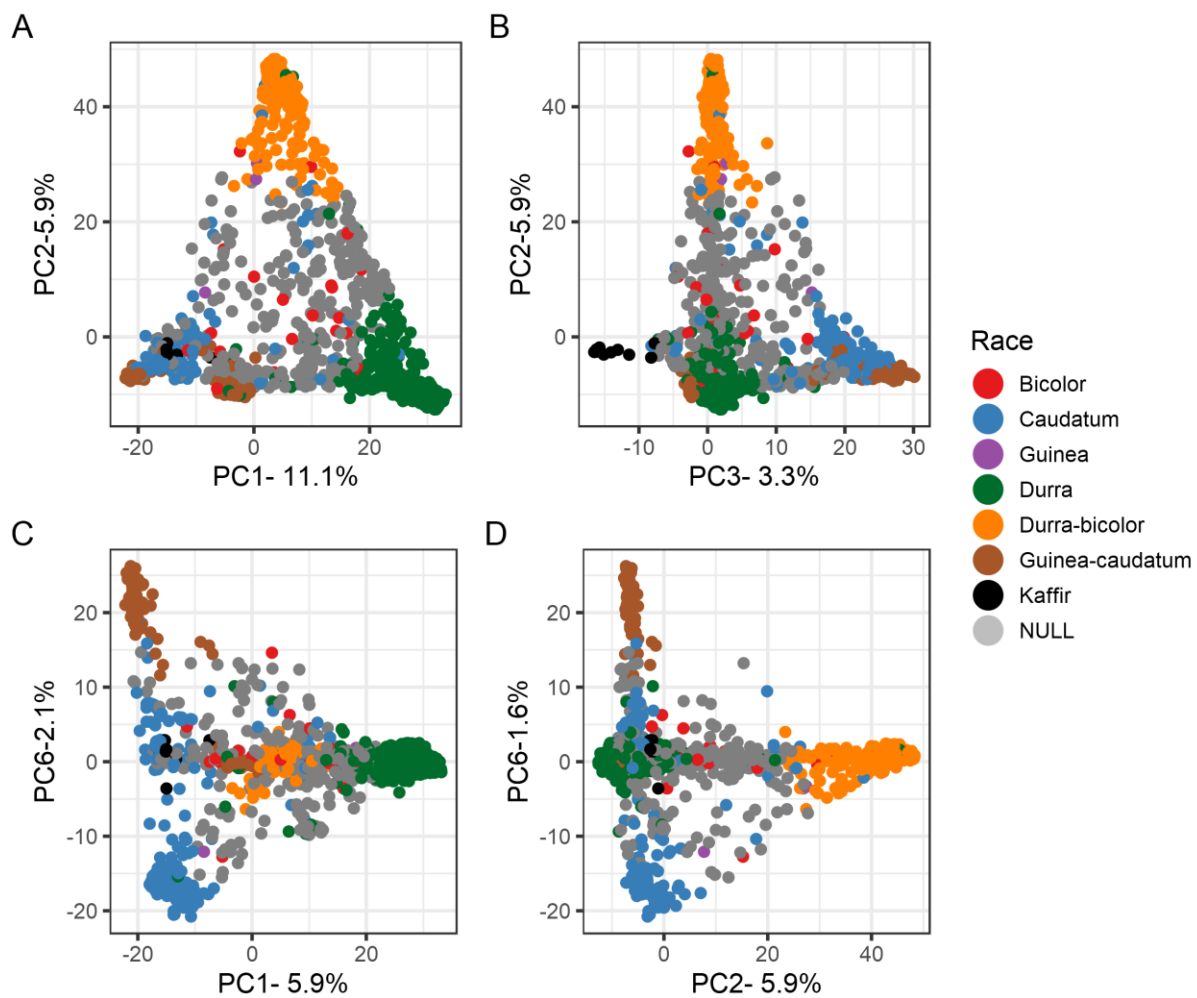 A
B
PC2-5.9%
40
20
0
-20
0
20
PC1- 11.1%
PC2-5.9%
40
20
0
-10
0
10
20
30
PC3- 3.3%
Race
Bicolor
Caudatum
Guinea
Durra
Durra-bicolor
Guinea-caudatum
Kaffir
NULL
C
D
PC6-2.1%
20
10
0
-10
-20
-20
0
20
PC1- 5.9%
PC6-1.6%
20
10
0
-10
-20
0
20
40
PC2- 5.9%